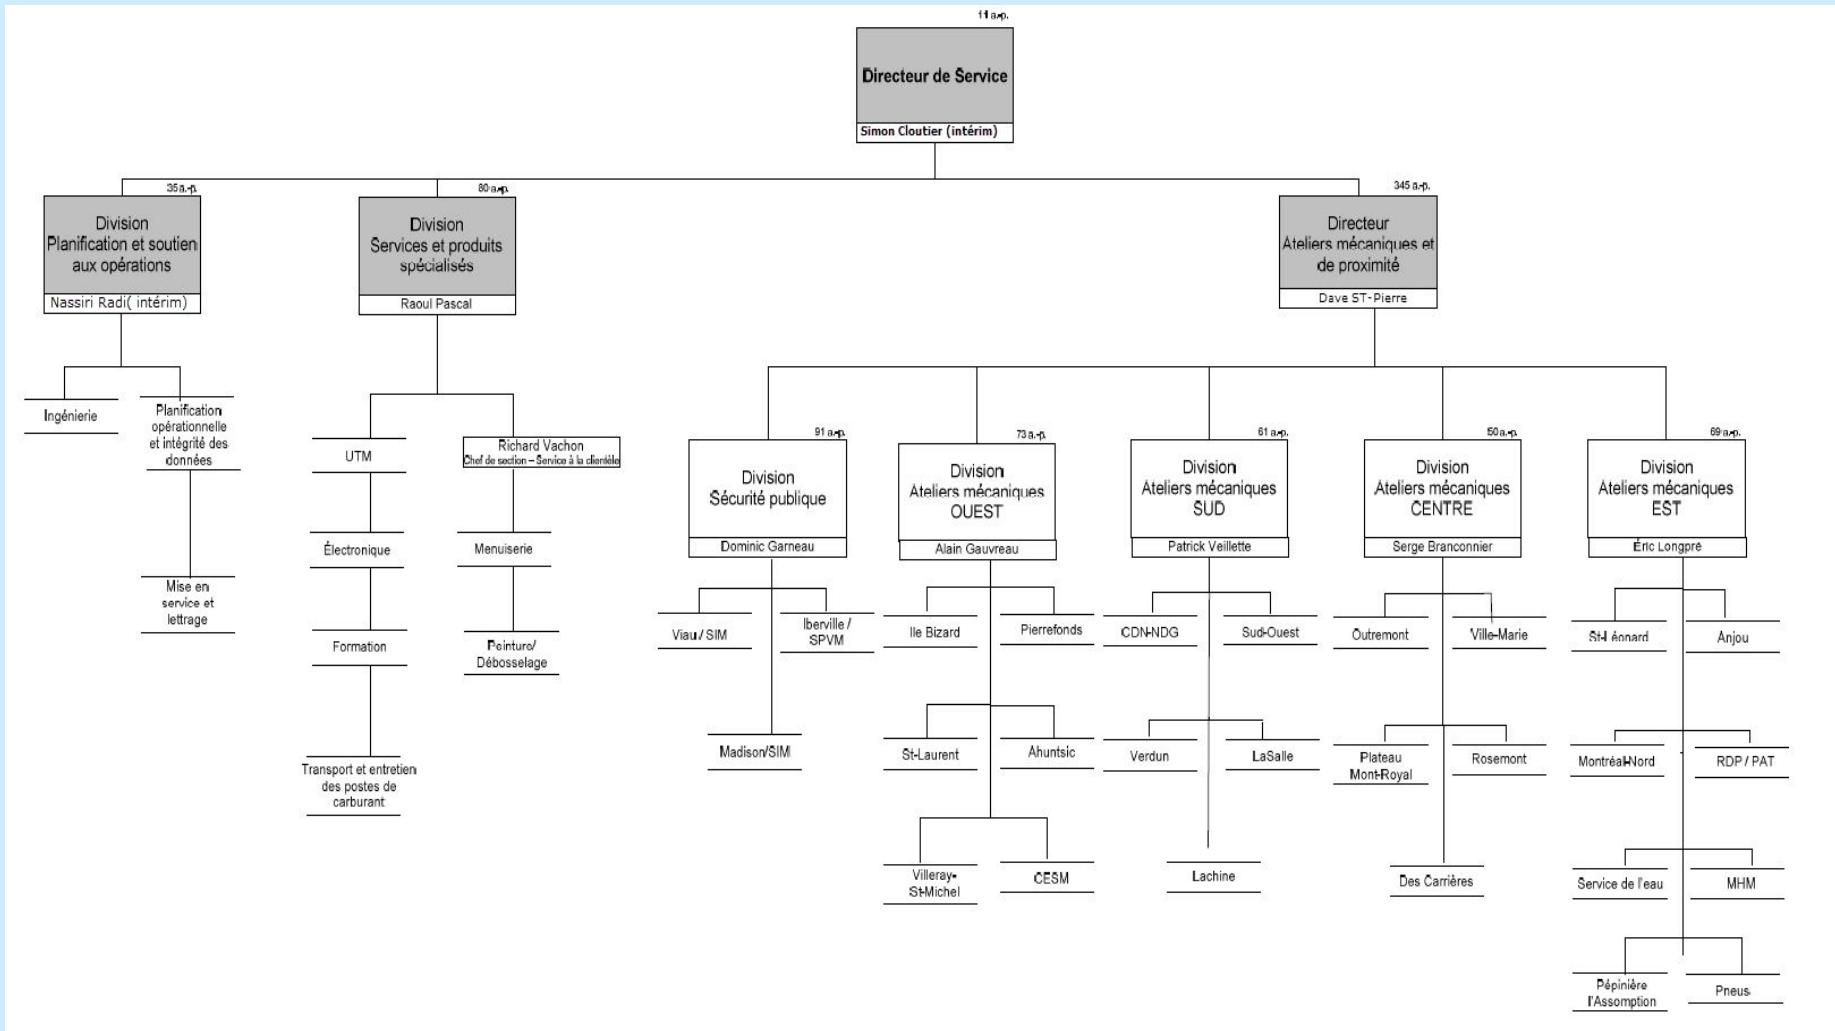 11 a.-p.
Directeur de Service
Simon Cloutier (intérim)
35 a.-p.
Division
Planification et soutien
aux opérations
Nassiri Radi( intérim)
80 a.-p.
Division
Services et produits
spécialisés
Raoul Pascal
345 a.-p.
Directeur
Ateliers mécaniques et
de proximité
Dave ST-Pierre
Ingénierie
Planification
opérationnelle
et intégrité des
données
Mise en
service et
lettrage
UTM
Électronique
Formation
Transport et entretien
des postes de
carburant
Richard Vachon
Chef de section – Service à la clientèle
Menuiserie
Peinture/
Débosselage
91 a.-p.
Division
Sécurité publique
Dominic Garneau
Viau / SIM
Iberville /
SPVM
Madison/SIM
73 a.-p.
Division
Ateliers mécaniques
OUEST
Alain Gauvreau
Ile Bizard
Pierrefonds
St-Laurent
Ahuntsic
Villeray-
St-Michel
CESM
61 a.-p.
Division
Ateliers mécaniques
SUD
Patrick Veillette
CDN-NDG
Sud-Ouest
Verdun
LaSalle
Lachine
50 a.-p.
Division
Ateliers mécaniques
CENTRE
Serge Branconnier
Outremont
Ville-Marie
Plateau
Mont-Royal
Rosemont
Des Carrières
69 a.-p.
Division
Ateliers mécaniques
EST
Éric Longpré
St-Léonard
Anjou
Montréal-Nord
RDP / PAT
Service de l'eau
MHM
Pépinière
l'Assomption
Pneus